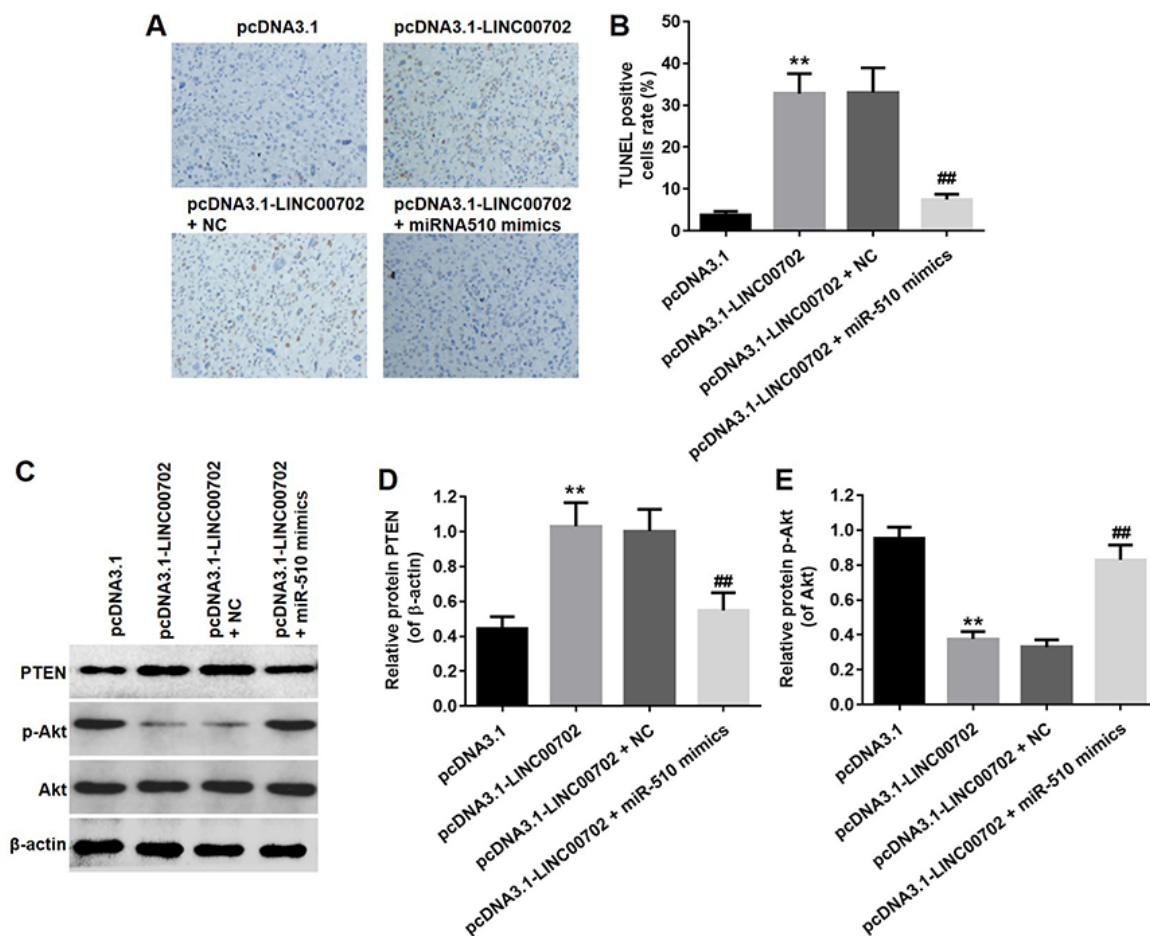 A
pcDNA3.1
pcDNA3.1-LINC00702
pcDNA3.1-LINC00702
+ NC
pcDNA3.1-LINC00702
+ miRNA510 mimics
B
TUNEL positive
cells rate (%)
50
40
30
20
10
0
**
##
pcDNA3.1
pcDNA3.1-LINC00702
pcDNA3.1-LINC00702 + NC
pcDNA3.1-LINC00702 + miR-510 mimics
C
pcDNA3.1
pcDNA3.1-LINC00702
pcDNA3.1-LINC00702
+ NC
pcDNA3.1-LINC00702
+ miR-510 mimics
PTEN
p-Akt
Akt
β-actin
D
Relative protein PTEN
(of β-actin)
1.2
1.0
0.8
0.6
0.4
0.2
0.0
**
##
pcDNA3.1
pcDNA3.1-LINC00702
pcDNA3.1-LINC00702 + NC
pcDNA3.1-LINC00702 + miR-510 mimics
E
Relative protein p-Akt
(of Akt)
1.2
1.0
0.8
0.6
0.4
0.2
0.0
**
##
pcDNA3.1
pcDNA3.1-LINC00702
pcDNA3.1-LINC00702 + NC
pcDNA3.1-LINC00702 + miR-510 mimics